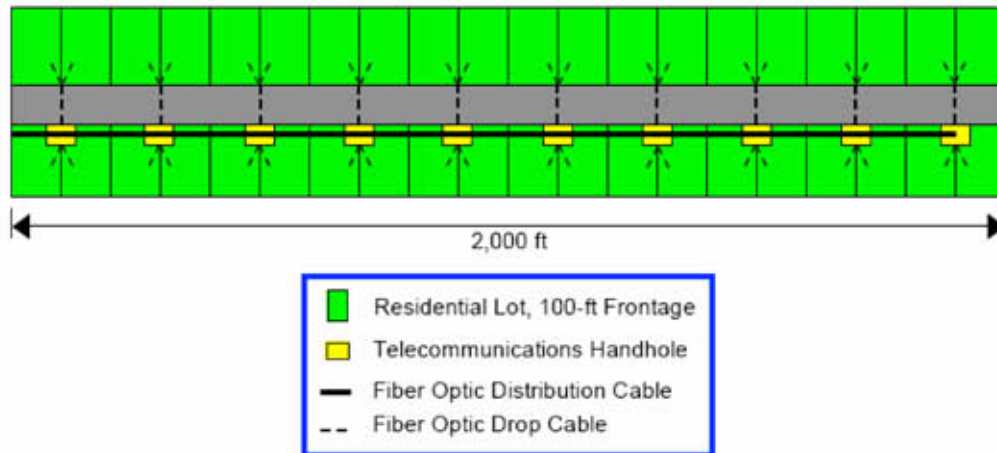 2,000 ft
Residential Lot, 100-ft Frontage
Telecommunications Handhole
Fiber Optic Distribution Cable
Fiber Optic Drop Cable